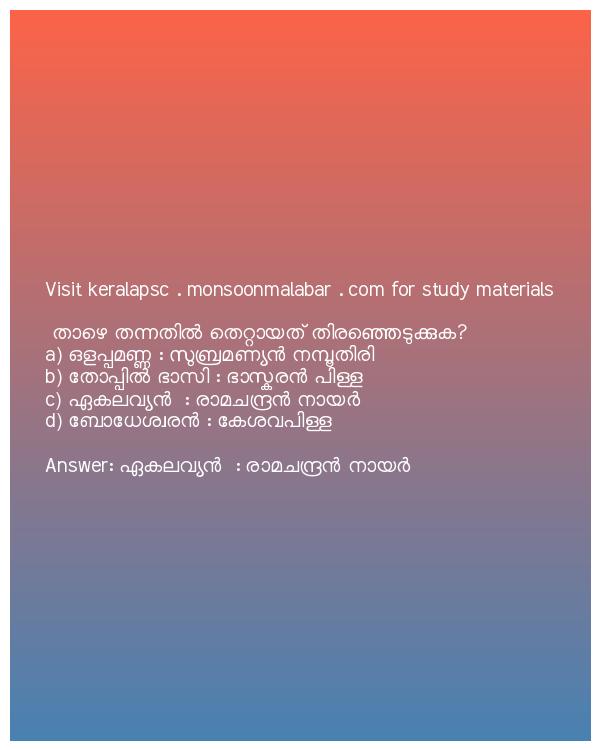 Visit keralapsc . monsoonmalabar . com for study materials
താഴെ തന്നതിൽ തെറ്റായത് തിരഞ്ഞെടുക്കുക?
a) ഒളപ്പമണ്ണ : സുബ്രമണ്യൻ നമ്പൂതിരി
b) തോപ്പിൽ ഭാസി : ഭാസ്കരൻ പിള്ള
c) ഏകലവ്യൻ : രാമചന്ദ്രൻ നായർ
d) ബോധേശ്വരൻ : കേശവപിള്ള
Answer: ഏകലവ്യൻ : രാമചന്ദ്രൻ നായർ